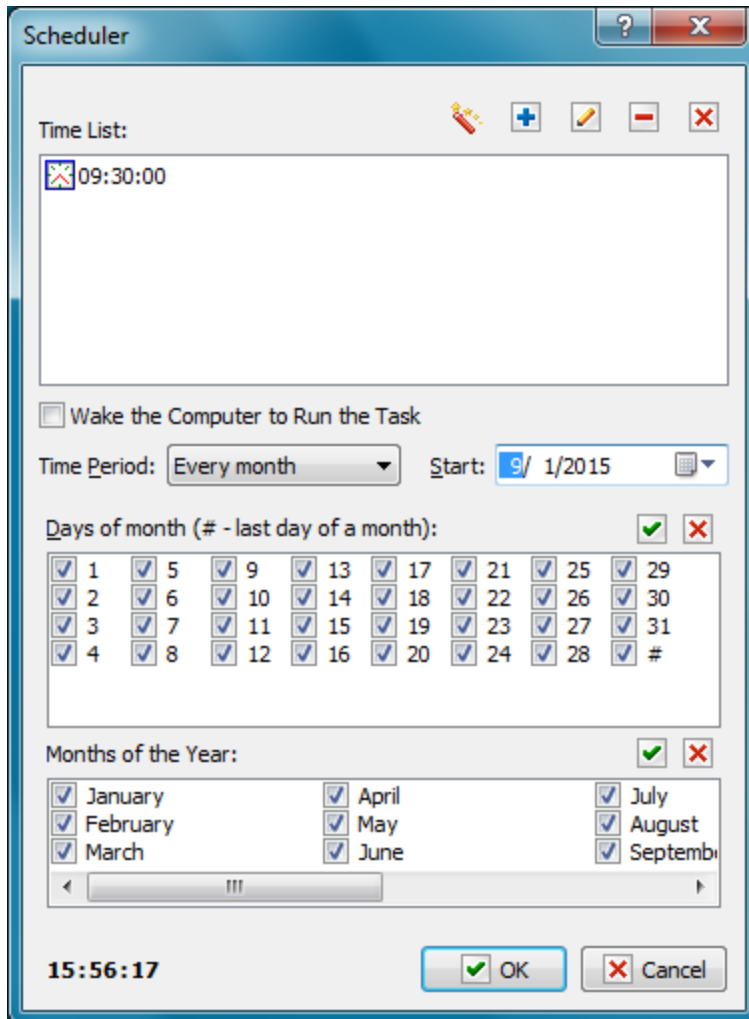 Scheduler
Time List:
09:30:00
Wake the Computer to Run the Task
Time Period: Every month Start: 9/ 1/2015
Days of month (# - last day of a month):
1 5 9 13 17 21 25 29
2 6 10 14 18 22 26 30
3 7 11 15 19 23 27 31
4 8 12 16 20 24 28 #
Months of the Year:
January April July
February May August
March June Septembe
15:56:17 OK Cancel